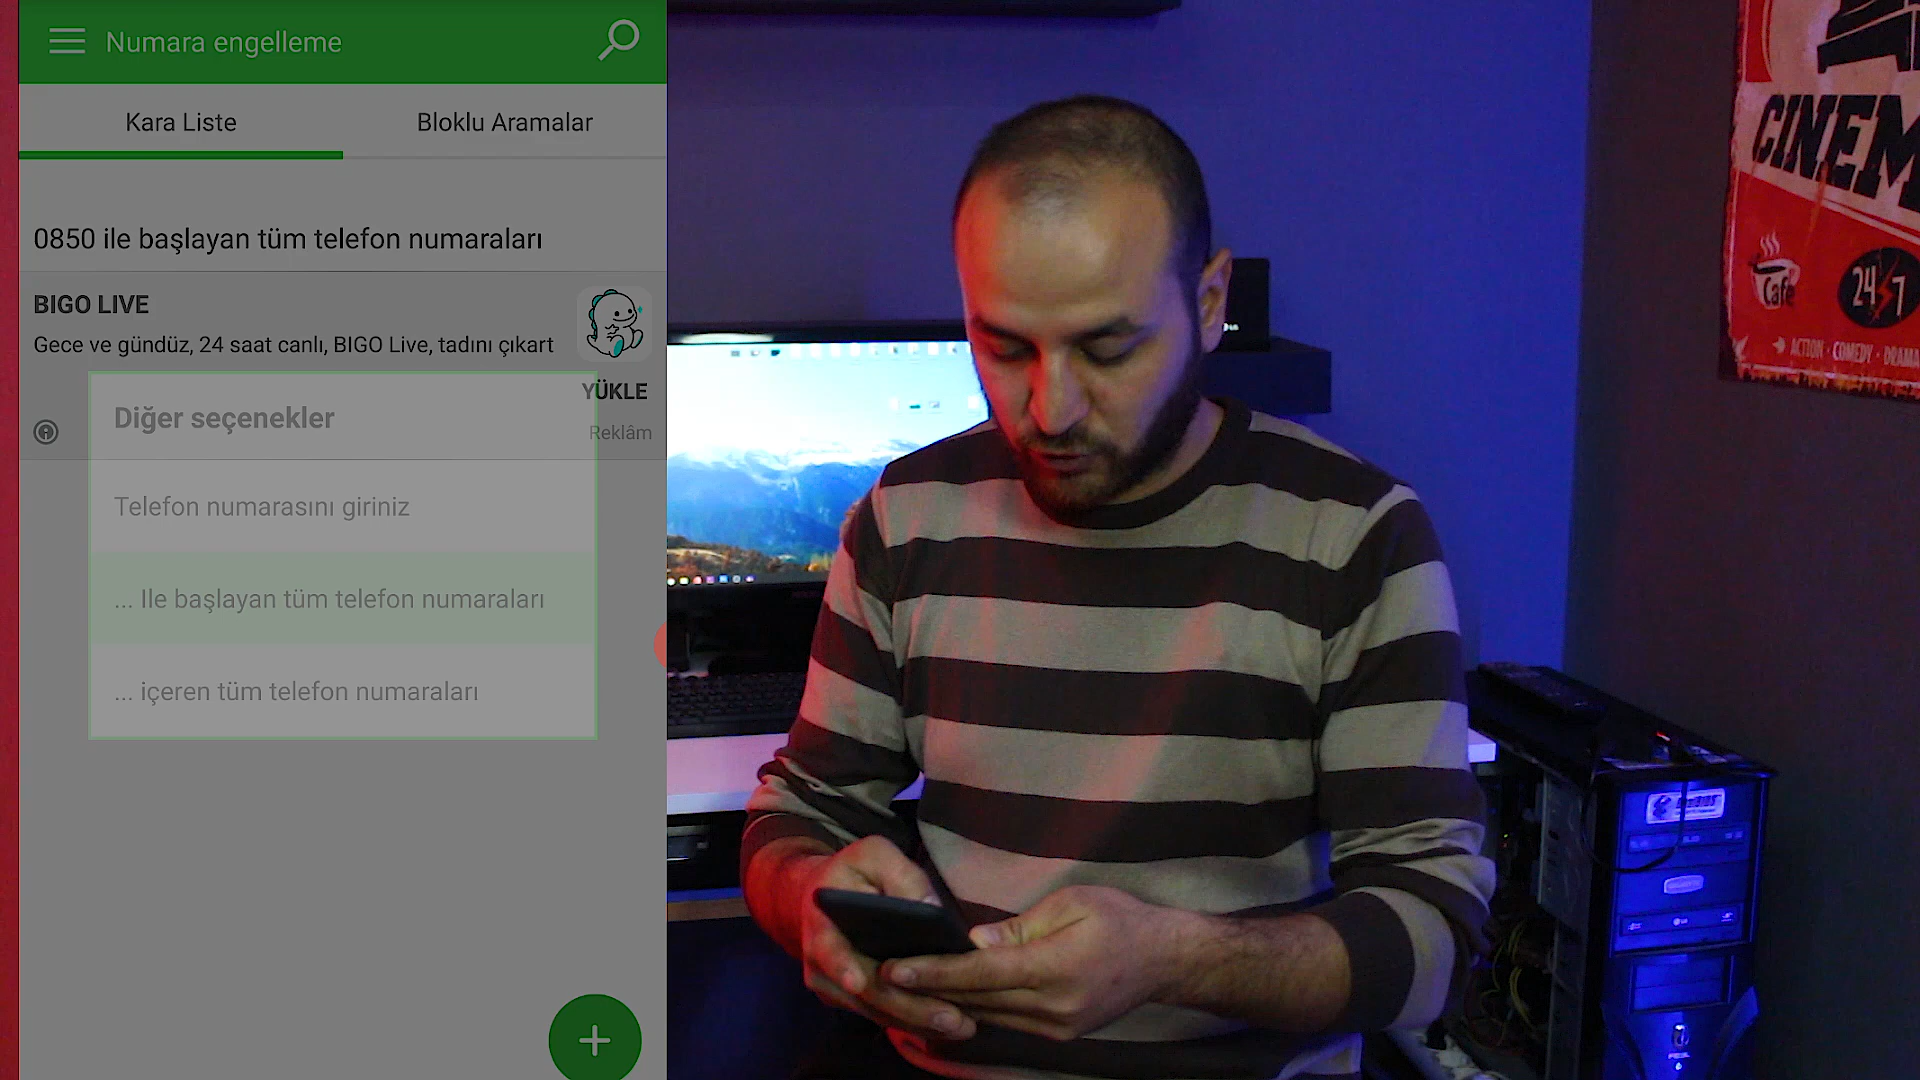 Numara engelleme
Kara Liste
Bloklu Aramalar
0850 ile başlayan tüm telefon numaraları
BIGO LIVE
Gece ve gündüz, 24 saat canlı, BIGO Live, tadını çıkart
YÜKLE
Reklâm
Diğer seçenekler
Telefon numarasını giriniz
... Ile başlayan tüm telefon numaraları
... içeren tüm telefon numaraları
CINEM
Cafe
24 7
ACTION · COMEDY · DRAMA
LG